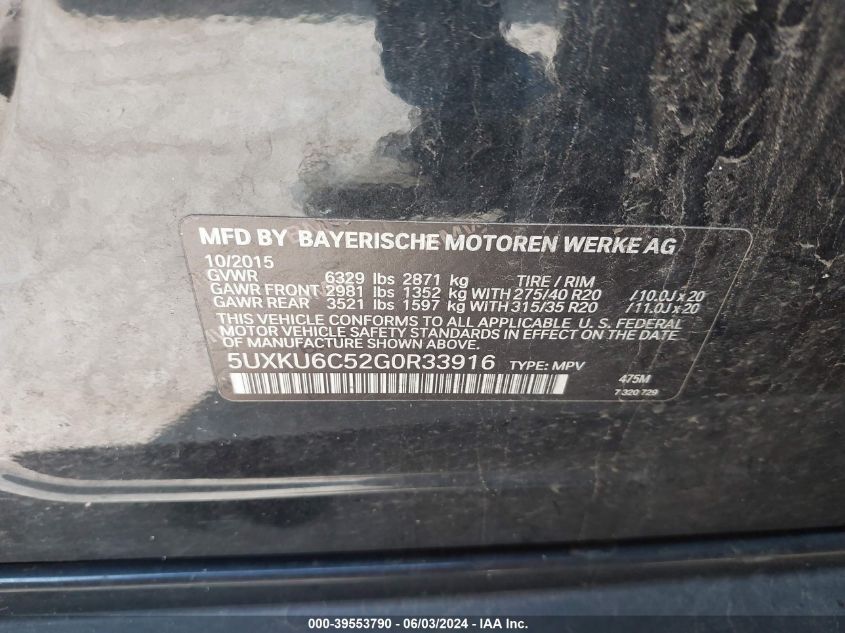 MFD BY BAYERISCHE MOTOREN WERKE AG
10/2015
GVWR 6329 lbs 2871 kg TIRE / RIM
GAWR FRONT 2981 lbs 1352 kg WITH 275/40 R20 / 10.0J x 20
GAWR REAR 3521 lbs 1597 kg WITH 315/35 R20 / 11.0J x 20
THIS VEHICLE CONFORMS TO ALL APPLICABLE U. S. FEDERAL
MOTOR VEHICLE SAFETY STANDARDS IN EFFECT ON THE DATE
OF MANUFACTURE SHOWN ABOVE.
5UXKU6C52G0R33916 TYPE: MPV
475M
7 320 729
000-39553790 - 06/03/2024 - IAA, Inc.